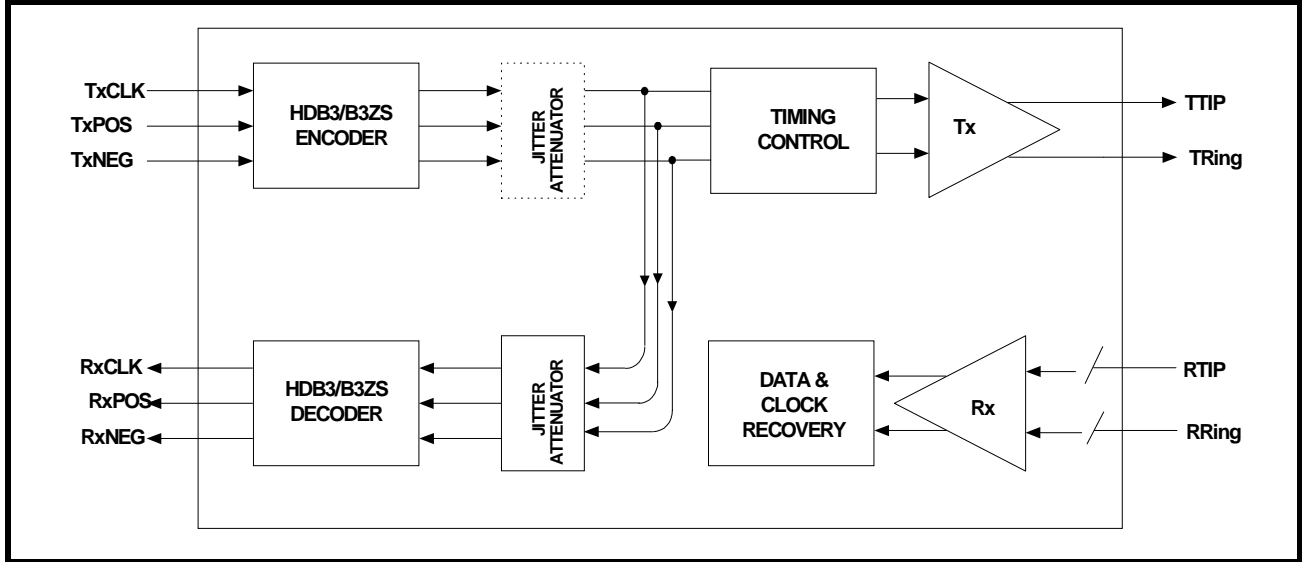 TxCLK
TxPOS
TxNEG
HDB3/B3ZS
ENCODER
JITTER
ATTENUATOR
TIMING
CONTROL
Tx
TTIP
TRing
RxCLK
RxPOS
RxNEG
HDB3/B3ZS
DECODER
JITTER
ATTENUATOR
DATA &
CLOCK
RECOVERY
Rx
RTIP
RRing